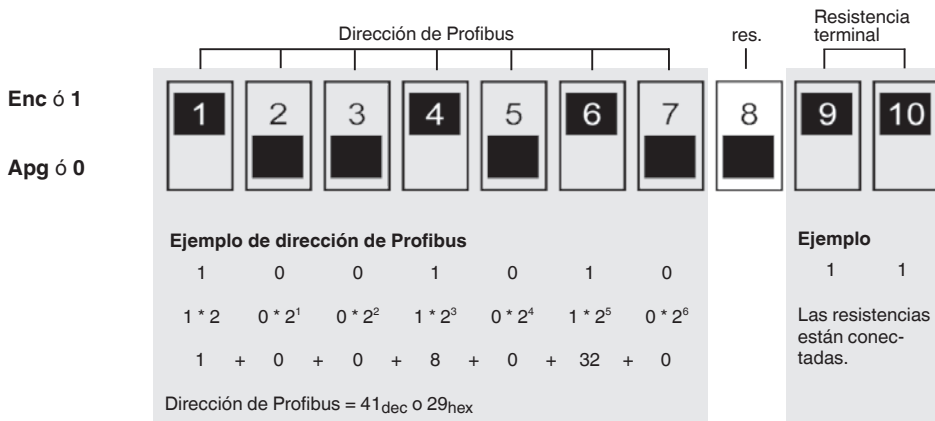 Dirección de Profibus
res.
Resistencia
terminal
Enc ó 1
Apg ó 0
1 2 3 4 5 6 7 8 9 10
Ejemplo de dirección de Profibus
1 0 0 1 0 1 0
1 * 2 0 * 2¹ 0 * 2² 1 * 2³ 0 * 2⁴ 1 * 2⁵ 0 * 2⁶
1 + 0 + 0 + 8 + 0 + 32 + 0
Dirección de Profibus = 41dec o 29hex
Ejemplo
1 1
Las resistencias
están conec-
tadas.